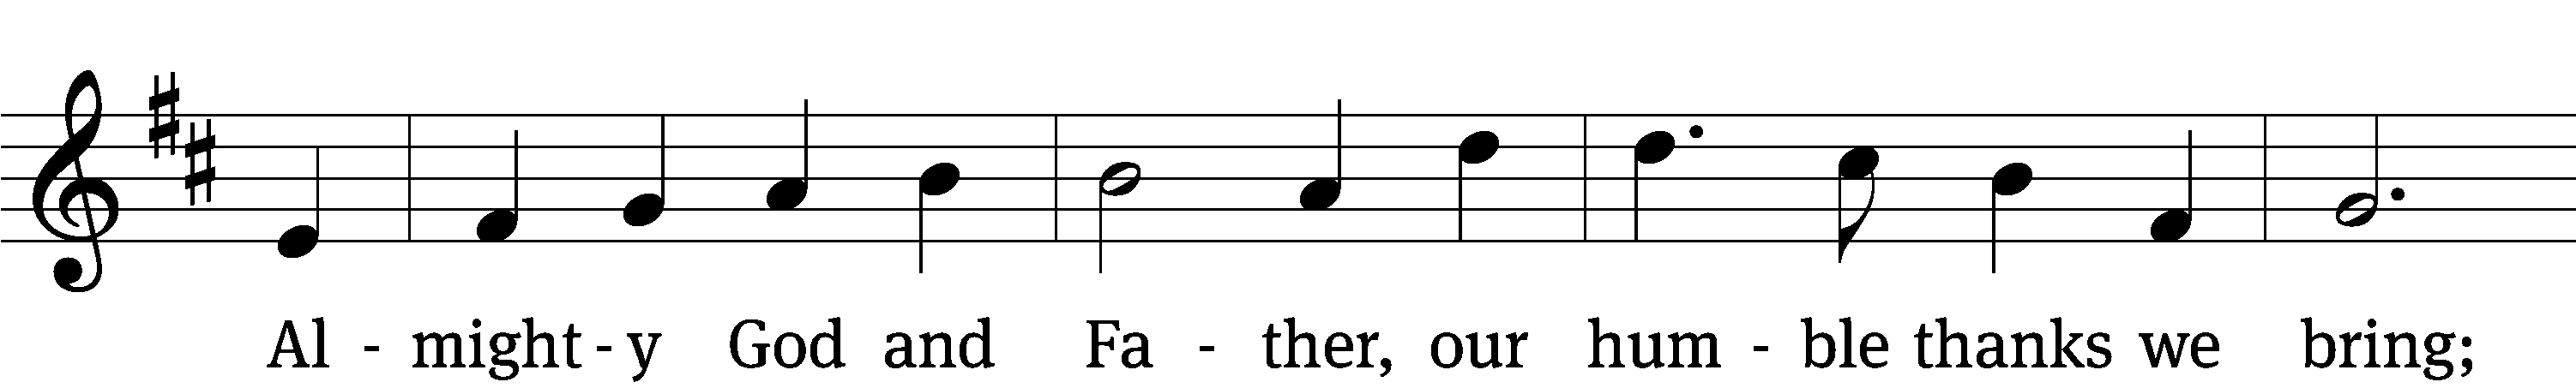 Al - might - y God and Fa - ther, our hum - ble thanks we bring;